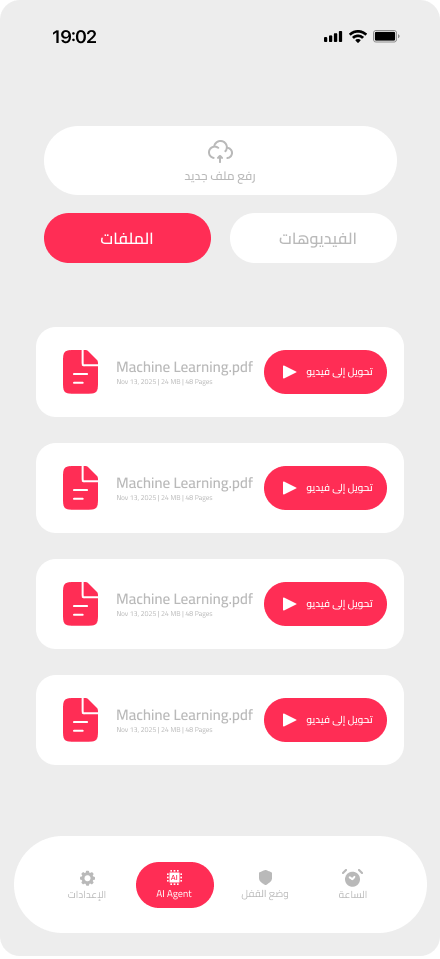 19:02
رفع ملف جديد
الفيديوهات
الملفات
Machine Learning.pdf
Nov 13, 2025 | 24 MB | 48 Pages
تحويل إلى فيديو
Machine Learning.pdf
Nov 13, 2025 | 24 MB | 48 Pages
تحويل إلى فيديو
Machine Learning.pdf
Nov 13, 2025 | 24 MB | 48 Pages
تحويل إلى فيديو
Machine Learning.pdf
Nov 13, 2025 | 24 MB | 48 Pages
تحويل إلى فيديو
الساعة
وضع القفل
AI
AI Agent
الإعدادات